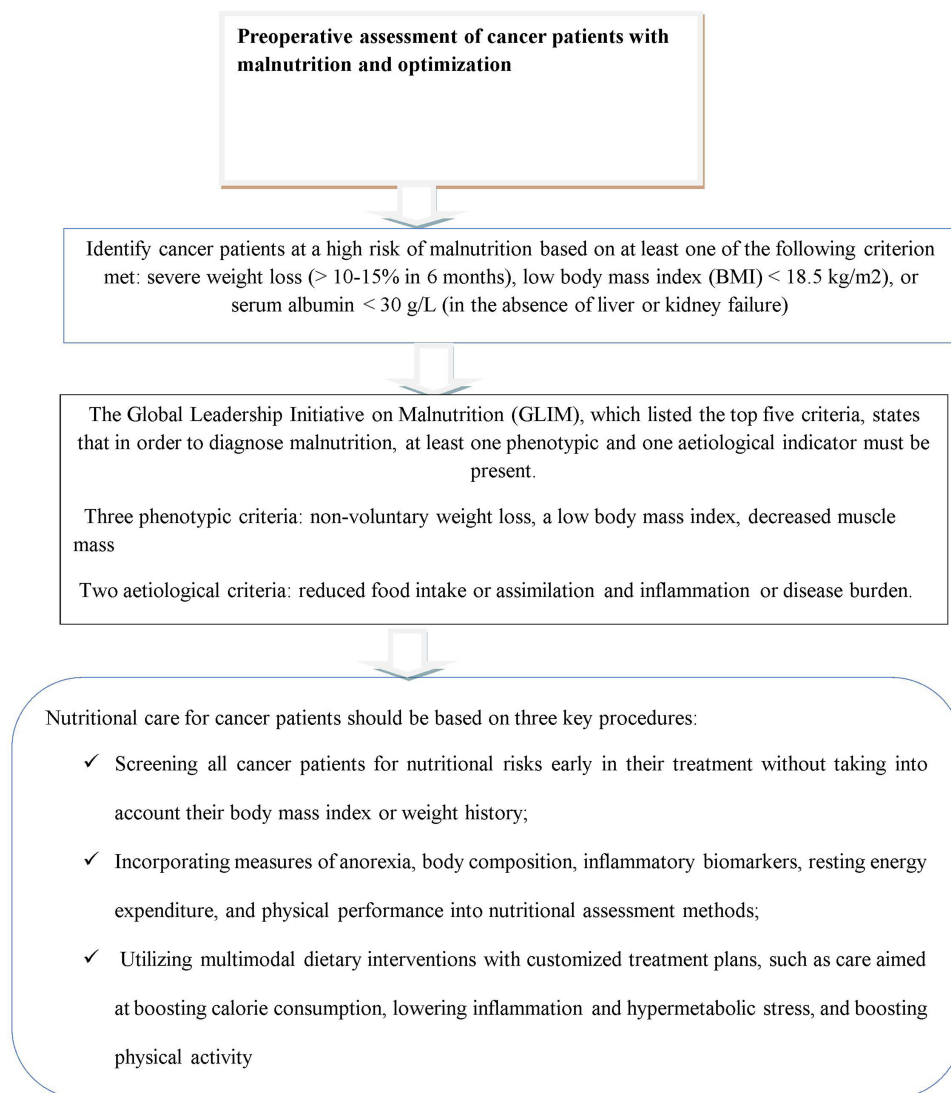 Preoperative assessment of cancer patients with
malnutrition and optimization
Identify cancer patients at a high risk of malnutrition based on at least one of the following criterion
met: severe weight loss (> 10-15% in 6 months), low body mass index (BMI) < 18.5 kg/m2), or
serum albumin < 30 g/L (in the absence of liver or kidney failure)
The Global Leadership Initiative on Malnutrition (GLIM), which listed the top five criteria, states
that in order to diagnose malnutrition, at least one phenotypic and one aetiological indicator must be
present.
Three phenotypic criteria: non-voluntary weight loss, a low body mass index, decreased muscle
mass
Two aetiological criteria: reduced food intake or assimilation and inflammation or disease burden.
Nutritional care for cancer patients should be based on three key procedures:
✓ Screening all cancer patients for nutritional risks early in their treatment without taking into
account their body mass index or weight history;
✓ Incorporating measures of anorexia, body composition, inflammatory biomarkers, resting energy
expenditure, and physical performance into nutritional assessment methods;
✓ Utilizing multimodal dietary interventions with customized treatment plans, such as care aimed
at boosting calorie consumption, lowering inflammation and hypermetabolic stress, and boosting
physical activity